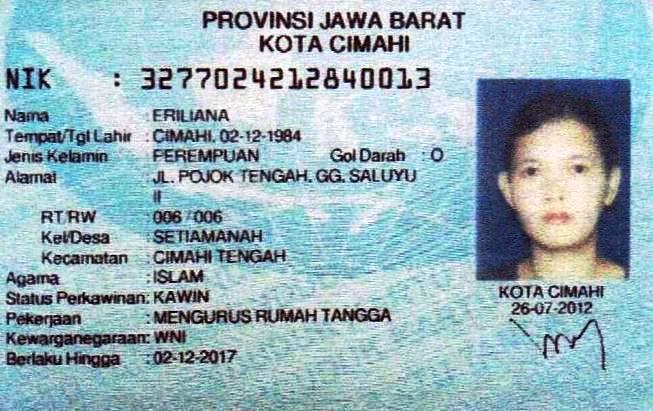 PROVINSI JAWA BARAT
KOTA CIMAHI
NIK : 3277024212840013
Nama : ERILIANA
Tempat/Tgl Lahir : CIMAHI, 02-12-1984
Jenis Kelamin : PEREMPUAN Gol Darah : O
Alamat : JL. POJOK TENGAH, GG. SALUYU
II
RT/RW : 006 / 006
Kel/Desa : SETIAMANAH
Kecamatan : CIMAHI TENGAH
Agama : ISLAM
Status Perkawinan: KAWIN
Pekerjaan : MENGURUS RUMAH TANGGA
Kewarganegaraan: WNI
Berlaku Hingga : 02-12-2017
KOTA CIMAHI
26-07-2012